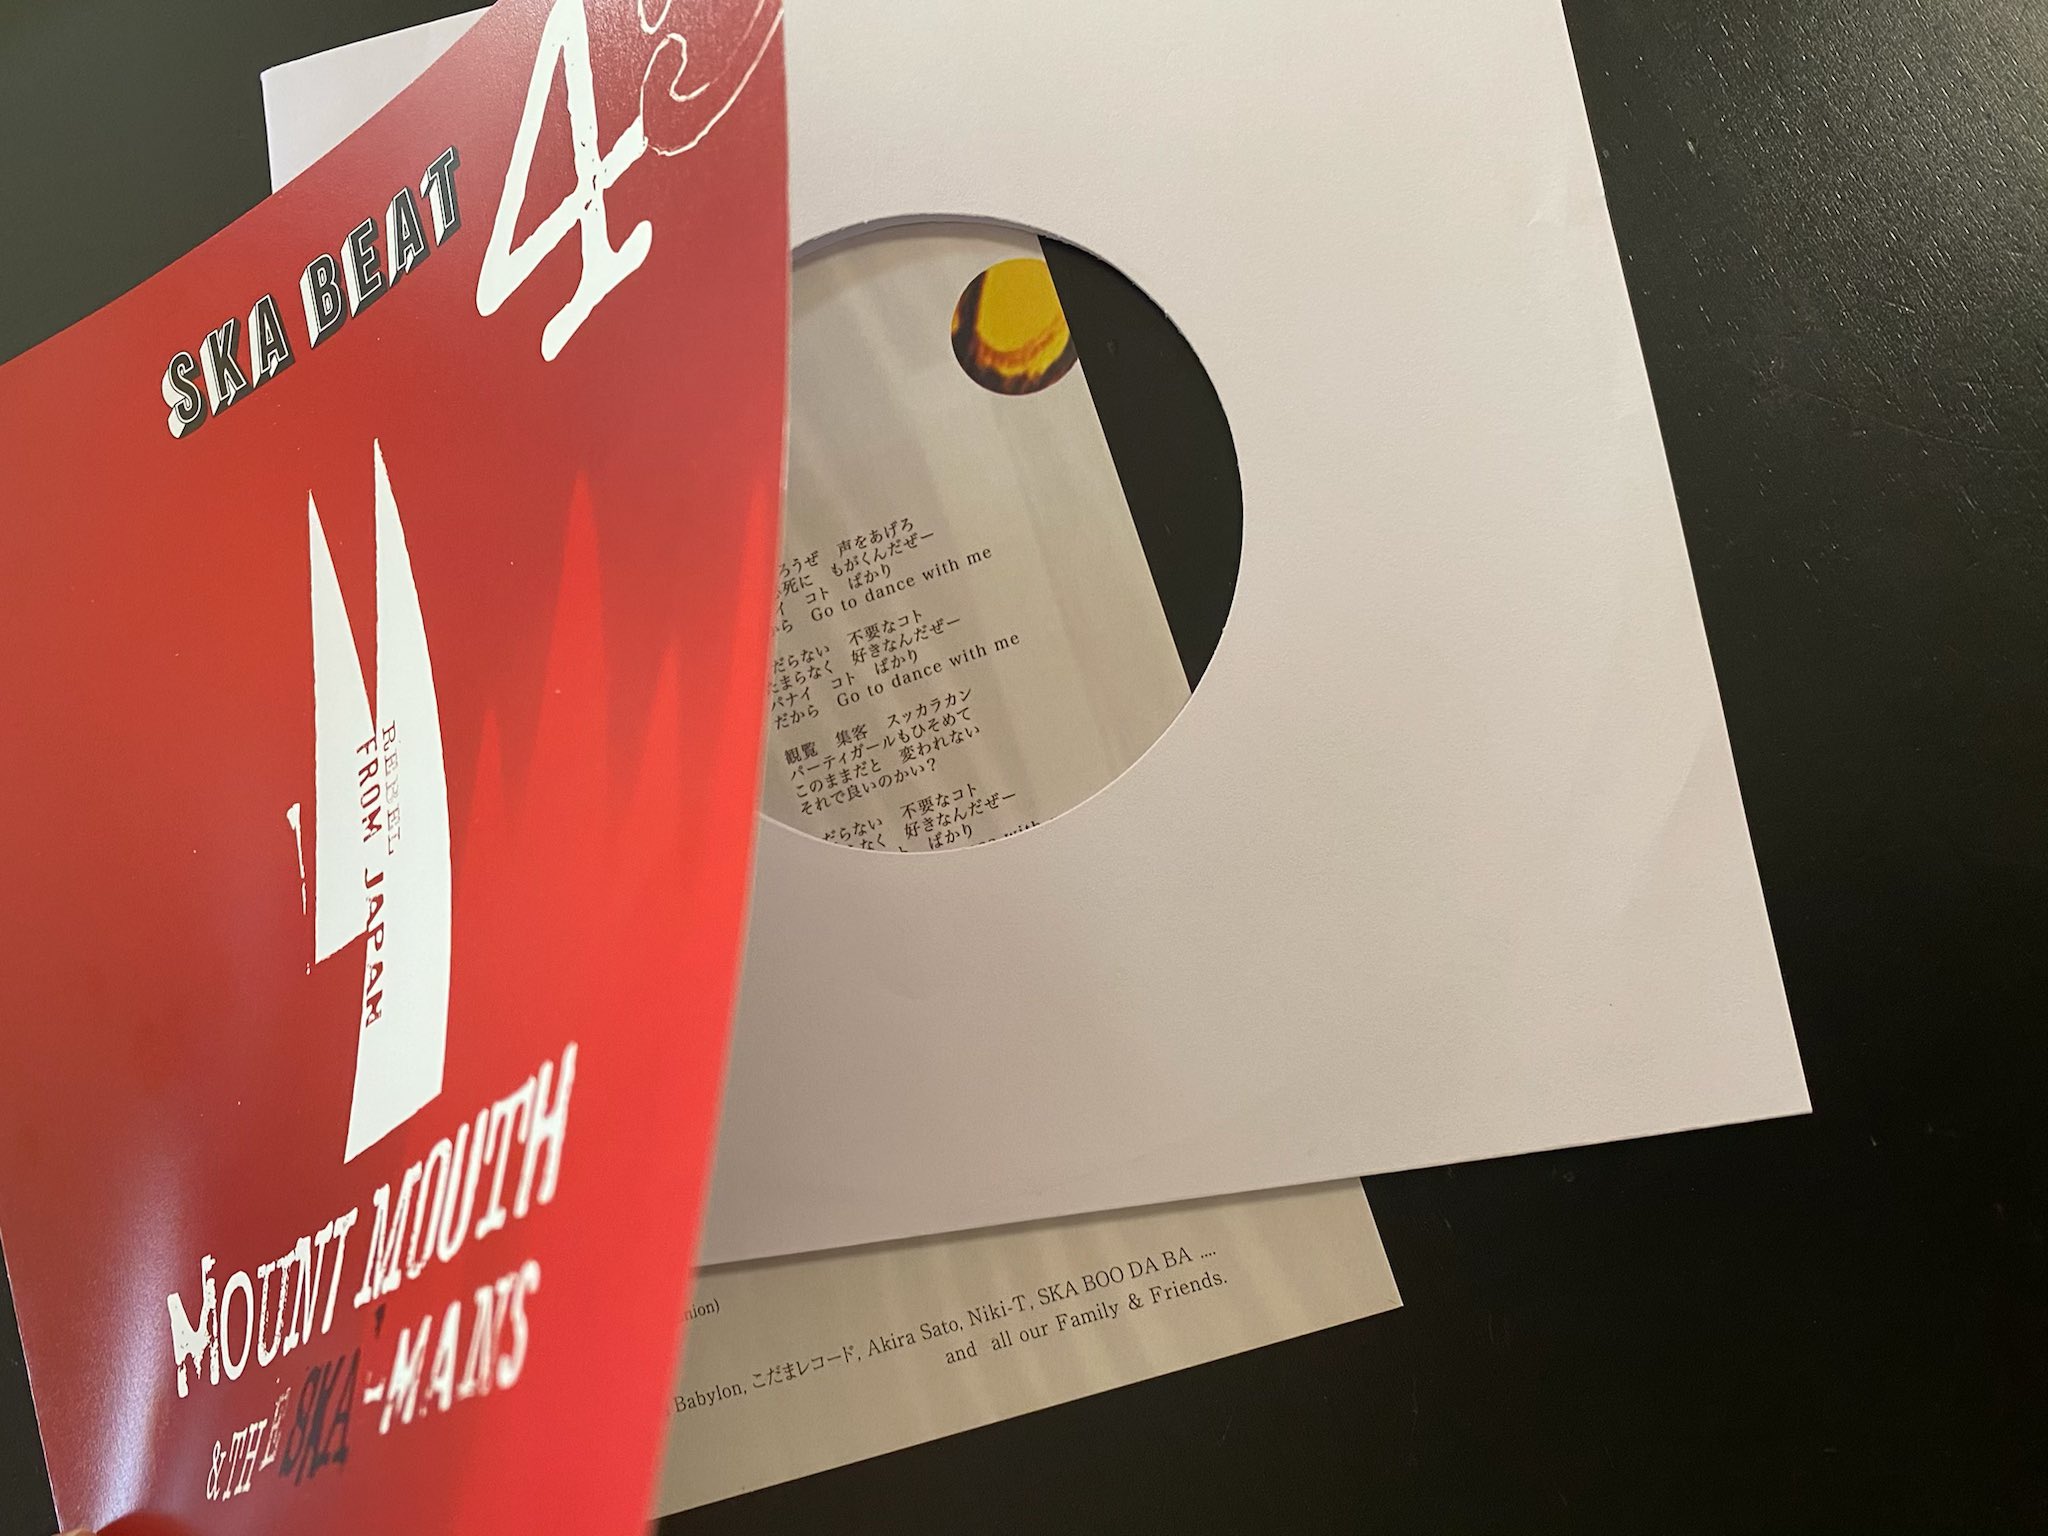 SKA BEAT
4
REBEL
FROM JAPAN
MOUNT MOUTH
& THE SKA-MANS
ろうぜ　声をあげろ
死に　もがくんだぜー
イ　コト　ばかり
から　Go to dance with me
だらない　不要なコト
たまらなく　好きなんだぜー
パナイ　コト　ばかり
だから　Go to dance with me
観覧　集客　スッカラカン
パーティガールもひそめて
このままだと　変われない
それで良いのかい？
だらない　不要なコト
なく　好きなんだぜー
ばかり
with
nion)
Babylon, こだまレコード, Akira Sato, Niki-T, SKA BOO DA BA ....
and all our Family & Friends.